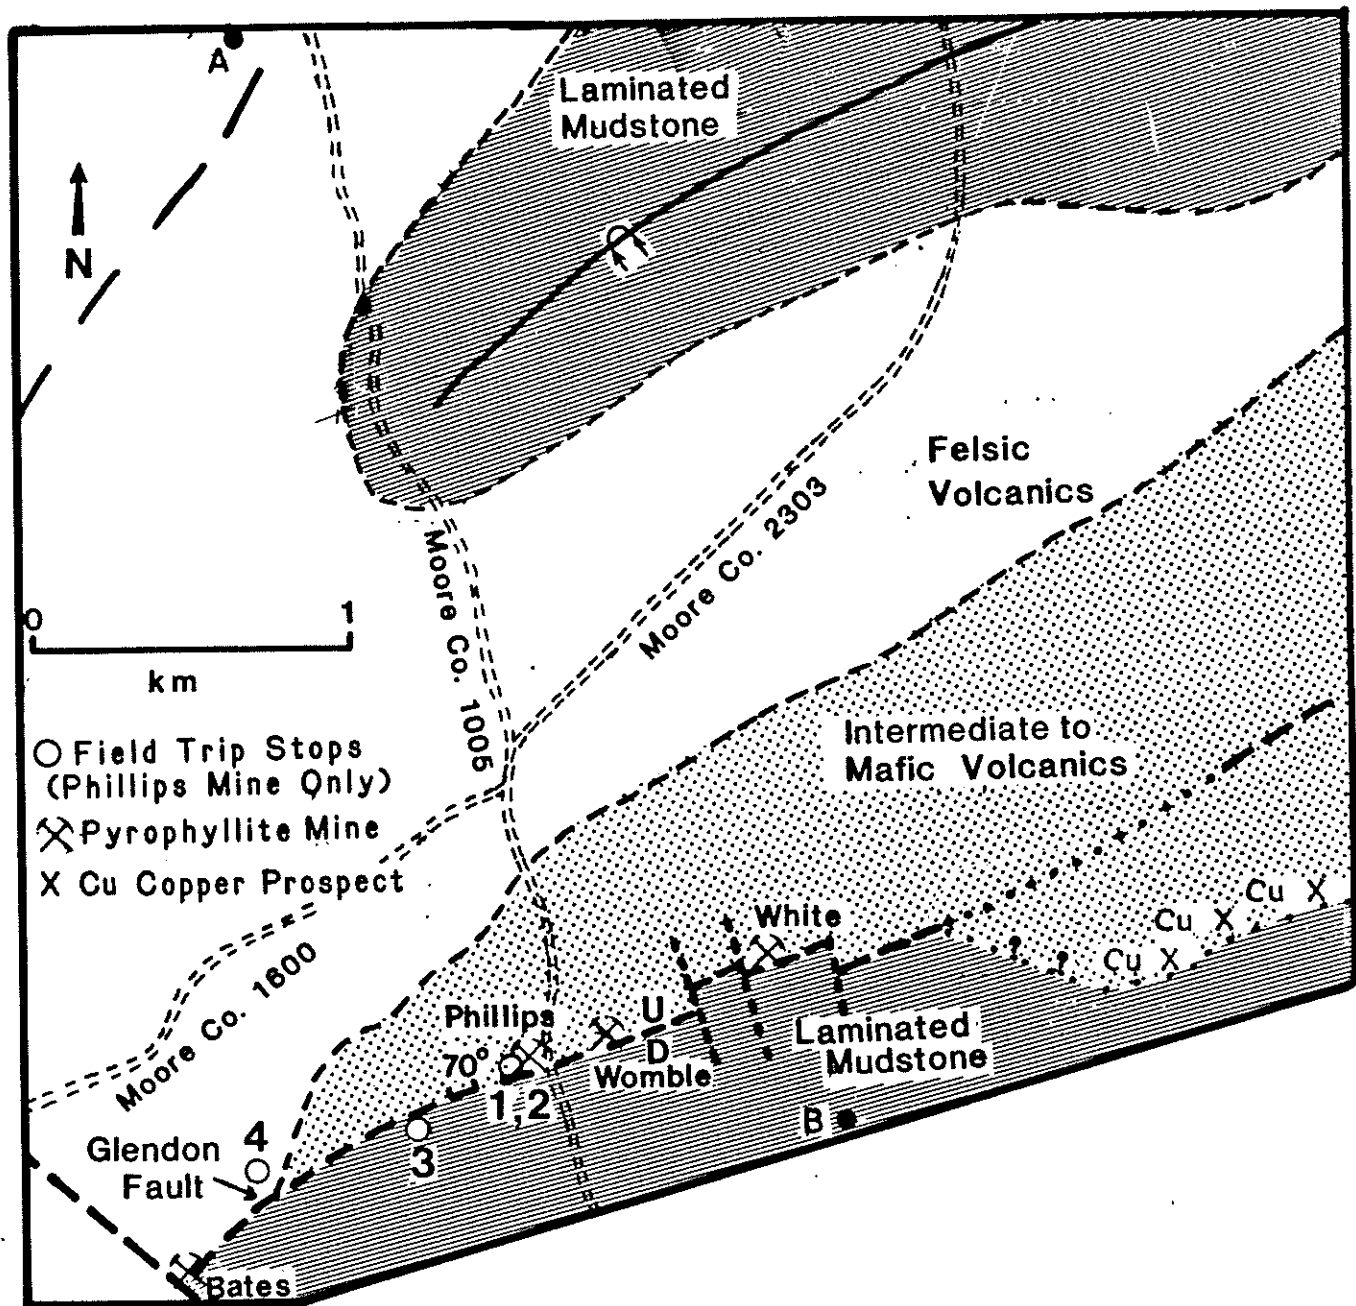 A
Laminated
Mudstone
N
Felsic
Volcanics
Moore Co. 2303
Moore Co. 1005
0 1
km
Intermediate to
Mafic Volcanics
O Field Trip Stops
(Phillips Mine Only)
Pyrophyllite Mine
X Cu Copper Prospect
Cu X
Cu X
Cu X
? ?
White
Moore Co. 1600
Phillips
U
D
Womble
Laminated
Mudstone
70°
1,2
B
4
3
Glendon
Fault
Bates